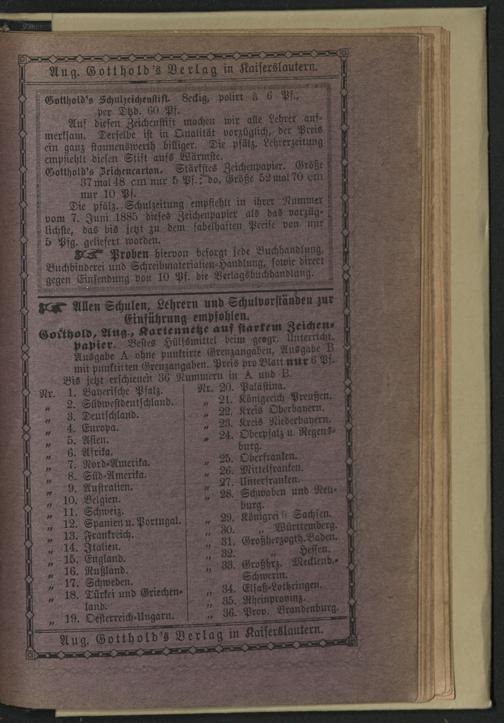 Aug. Gotthold's Verlag in Kaiserslautern.
Gotthold's Schulzeichenstift. 8eckig, polirt à 6 Pf.,
per Dtzd. 60 Pf.
Auf diesen Zeichenstift machen wir alle Lehrer auf-
merksam. Derselbe ist in Qualität vorzüglich, der Preis
ein ganz staunenswerth billiger. Die pfälz. Lehrerzeitung
empfiehlt diesen Stift aufs Wärmste.
Gotthold's Zeichencarton. Stärkstes Zeichenpapier. Größe
37 mal 48 cm nur 5 Pf.; do. Größe 52 mal 70 cm
nur 10 Pf.
Die pfälz. Schulzeitung empfiehlt in ihrer Nummer
vom 7. Juni 1885 dieses Zeichenpapier als das vorzüg-
lichste, das bis jetzt zu dem fabelhaften Preise von nur
5 Pfg. geliefert worden.
Proben hiervon besorgt jede Buchhandlung,
Buchbinderei und Schreibmaterialien-Handlung, sowie direct
gegen Einsendung von 10 Pf. die Verlagsbuchhandlung.
Allen Schulen, Lehrern und Schulvorständen zur
Einführung empfohlen.
Gotthold, Aug., Kartennetze auf starkem Zeichen-
papier. Bestes Hülfsmittel beim geogr. Unterricht.
Ausgabe A ohne punktirte Grenzangaben, Ausgabe B
mit punktirten Grenzangaben. Preis pro Blatt nur 6 Pf.
Bis jetzt erschienen 36 Nummern in A und B.
Nr. 1. Bayerische Pfalz.
„ 2. Südwestdeutschland.
„ 3. Deutschland.
„ 4. Europa.
„ 5. Asien.
„ 6. Afrika.
„ 7. Nord-Amerika.
„ 8. Süd-Amerika.
„ 9. Australien.
„ 10. Belgien.
„ 11. Schweiz.
„ 12. Spanien u. Portugal.
„ 13. Frankreich.
„ 14. Italien.
„ 15. England.
„ 16. Rußland.
„ 17. Schweden.
„ 18. Türkei und Griechen-
land.
„ 19. Oesterreich-Ungarn.
Nr. 20. Palästina.
„ 21. Königreich Preußen.
„ 22. Kreis Oberbayern.
„ 23. Kreis Niederbayern.
„ 24. Oberpfalz u. Regens-
burg.
„ 25. Oberfranken.
„ 26. Mittelfranken.
„ 27. Unterfranken.
„ 28. Schwaben und Neu-
burg.
„ 29. Königreich Sachsen.
„ 30. „ Württemberg.
„ 31. Großherzogth. Baden.
„ 32. „ Hessen.
„ 33. Großhrz. Mecklenb.-
Schwerin.
„ 34. Elsaß-Lothringen.
„ 35. Rheinprovinz.
„ 36. Prov. Brandenburg.
Aug. Gotthold's Verlag in Kaiserslautern.